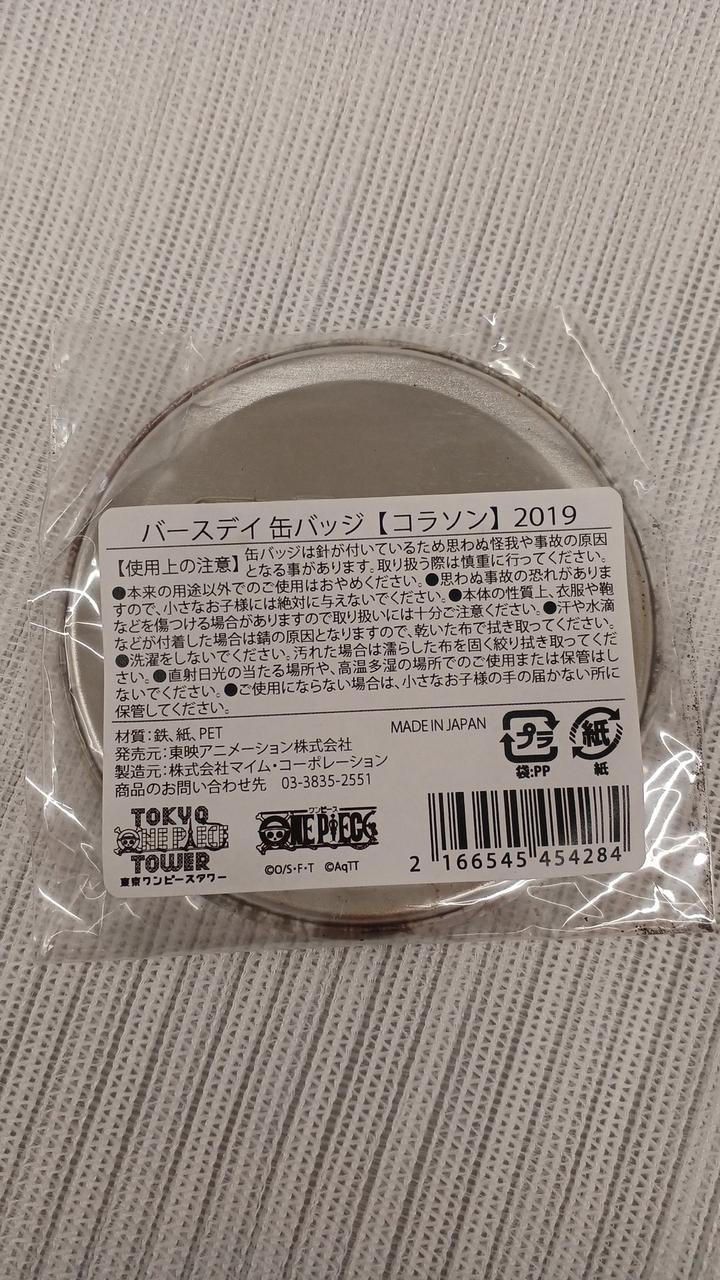 バースデイ 缶バッジ【コラソン】2019
【使用上の注意】缶バッジは針が付いているため思わぬ怪我や事故の原因
となる事があります。取り扱う際は慎重に行ってください。
●本来の用途以外でのご使用はおやめください。●思わぬ事故の恐れがありま
すので、小さなお子様には絶対に与えないでください。●本体の性質上、衣服や鞄
などを傷つける場合がありますので取り扱いには十分ご注意ください。●汗や水滴
などが付着した場合は錆の原因となりますので、乾いた布で拭き取ってください。
●洗濯をしないでください。汚れた場合は濡らした布を固く絞り拭き取ってくだ
さい。●直射日光の当たる場所や、高温多湿の場所でのご使用または保管はし
ないでください。●ご使用にならない場合は、小さなお子様の手の届かない所に
保管してください。
材質：鉄、紙、PET
発売元：東映アニメーション株式会社
製造元：株式会社マイム・コーポレーション
商品のお問い合わせ先 03-3835-2551
MADE IN JAPAN
プラ
袋:PP
紙
紙
TOKYO
ONE PIECE
TOWER
東京ワンピースタワー
ワンピース
ONE PIECE
©O/S・F・T ©AqTT
2 166545 454284